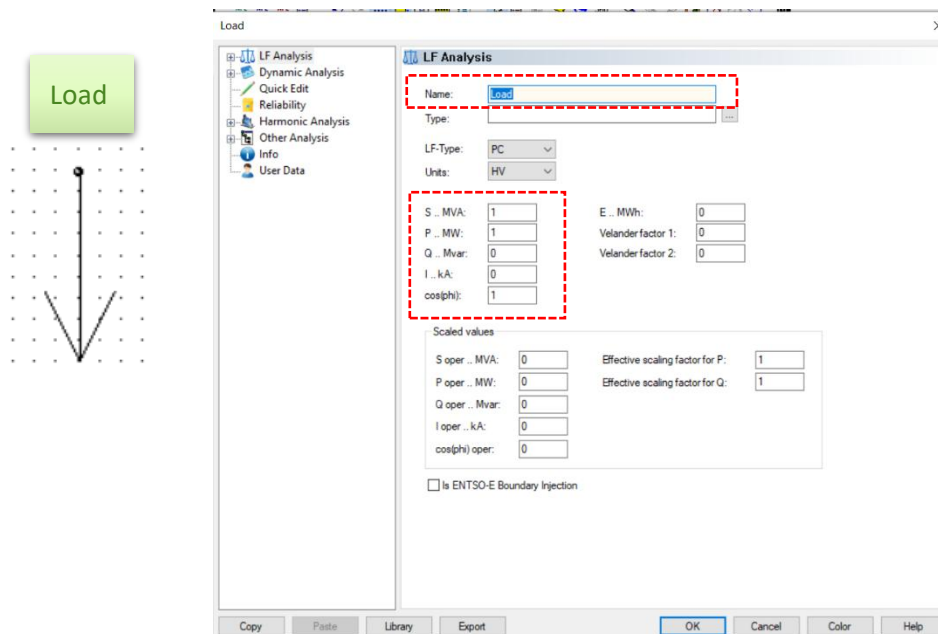 Load
Load
LF Analysis
Dynamic Analysis
Quick Edit
Reliability
Harmonic Analysis
Other Analysis
Info
User Data
LF Analysis
Name: Load
Type: ...
LF-Type: PC
Units: HV
S .. MVA: 1 E .. MWh: 0
P .. MW: 1 Velander factor 1: 0
Q .. Mvar: 0 Velander factor 2: 0
I .. kA: 0
cos(phi): 1
Scaled values
S oper .. MVA: 0 Effective scaling factor for P: 1
P oper .. MW: 0 Effective scaling factor for Q: 1
Q oper .. Mvar: 0
I oper .. kA: 0
cos(phi) oper: 0
Is ENTSO-E Boundary Injection
Copy Paste Library Export OK Cancel Color Help